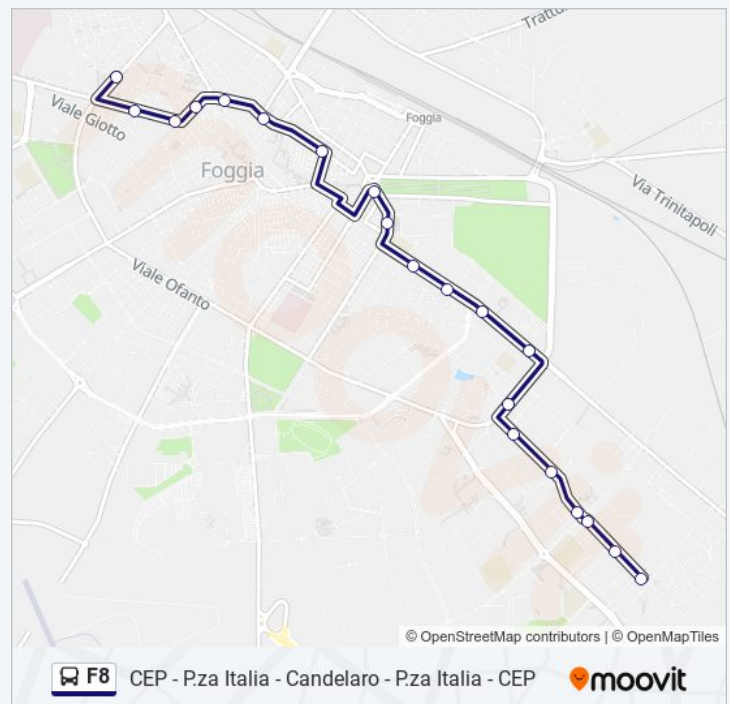 Trattu
Viale Giotto
Foggia
Foggia
Via Trinitapoli
Viale Ofanto
© OpenStreetMap contributors | © OpenMapTiles
F8 CEP - P.za Italia - Candelaro - P.za Italia - CEP
moovit